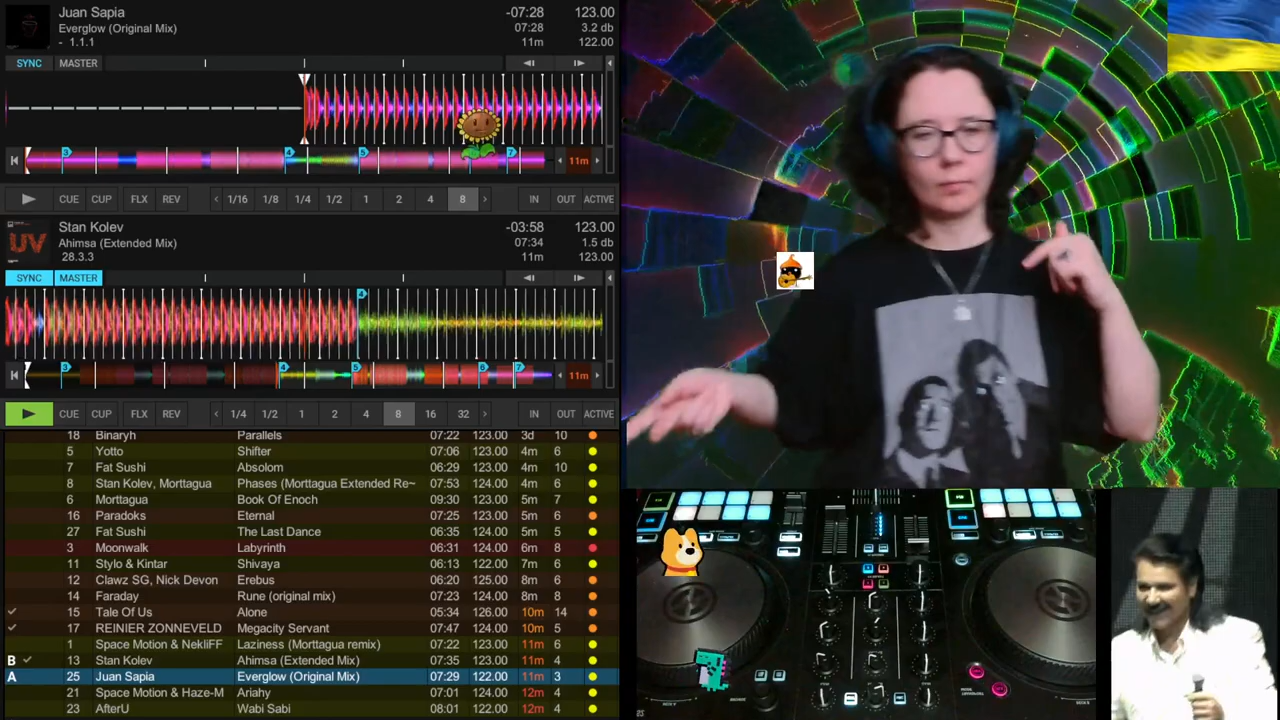 Juan Sapia -07:28 123.00
Everglow (Original Mix) 07:28 3.2 db
- 1.1.1 11m 122.00
SYNC MASTER
3 4 5 7 11m
CUE CUP FLX REV 1/16 1/8 1/4 1/2 1 2 4 8 IN OUT ACTIVE
Stan Kolev -03:58 123.00
Ahimsa (Extended Mix) 07:34 1.5 db
28.3.3 11m 123.00
UV
SYNC MASTER
4
3 4 5 6 7 11m
CUE CUP FLX REV 1/4 1/2 1 2 4 8 16 32 IN OUT ACTIVE
18 Binaryh Parallels 07:22 123.00 3d 10
5 Yotto Shifter 07:06 123.00 4m 6
7 Fat Sushi Absolom 06:29 123.00 4m 10
8 Stan Kolev, Morttagua Phases (Morttagua Extended Re~ 07:53 124.00 4m 6
6 Morttagua Book Of Enoch 09:30 123.00 5m 7
16 Paradoks Eternal 07:25 123.00 5m 6
27 Fat Sushi The Last Dance 06:35 124.00 5m 5
3 Moonwalk Labyrinth 06:31 124.00 6m 8
11 Stylo & Kintar Shivaya 06:13 122.00 7m 6
12 Clawz SG, Nick Devon Erebus 06:20 125.00 8m 6
14 Faraday Rune (original mix) 07:23 124.00 8m 8
15 Tale Of Us Alone 05:34 126.00 10m 14
17 REINIER ZONNEVELD Megacity Servant 07:47 124.00 10m 5
1 Space Motion & NekliFF Laziness (Morttagua remix) 07:22 123.00 11m 6
B 13 Stan Kolev Ahimsa (Extended Mix) 07:35 123.00 11m 4
A 25 Juan Sapia Everglow (Original Mix) 07:29 122.00 11m 3
21 Space Motion & Haze-M Ariahy 07:01 124.00 12m 4
23 AfterU Wabi Sabi 08:01 122.00 12m 4